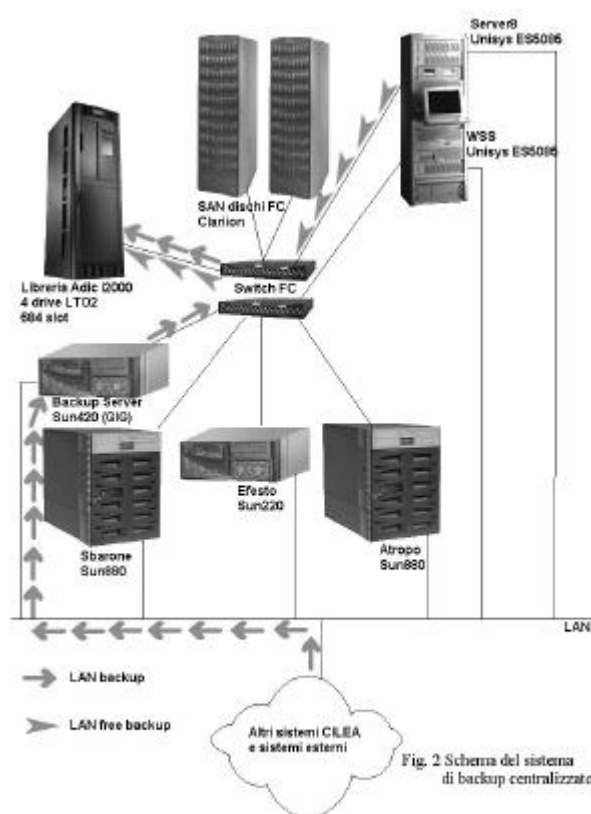 Server8
Unisys ES5085
WSS
Unisys ES5085
SAN dischi FC
Clariion
Libreria Adic i2000
4 drive LTO2
684 slot
Switch FC
Backup Server
Sun420 (GIG)
Efesto
Sun220
Sbarone
Sun880
Atropo
Sun880
LAN
LAN backup
LAN free backup
Altri sistemi CILEA
e sistemi esterni
Fig. 2 Schema del sistema
di backup centralizzato